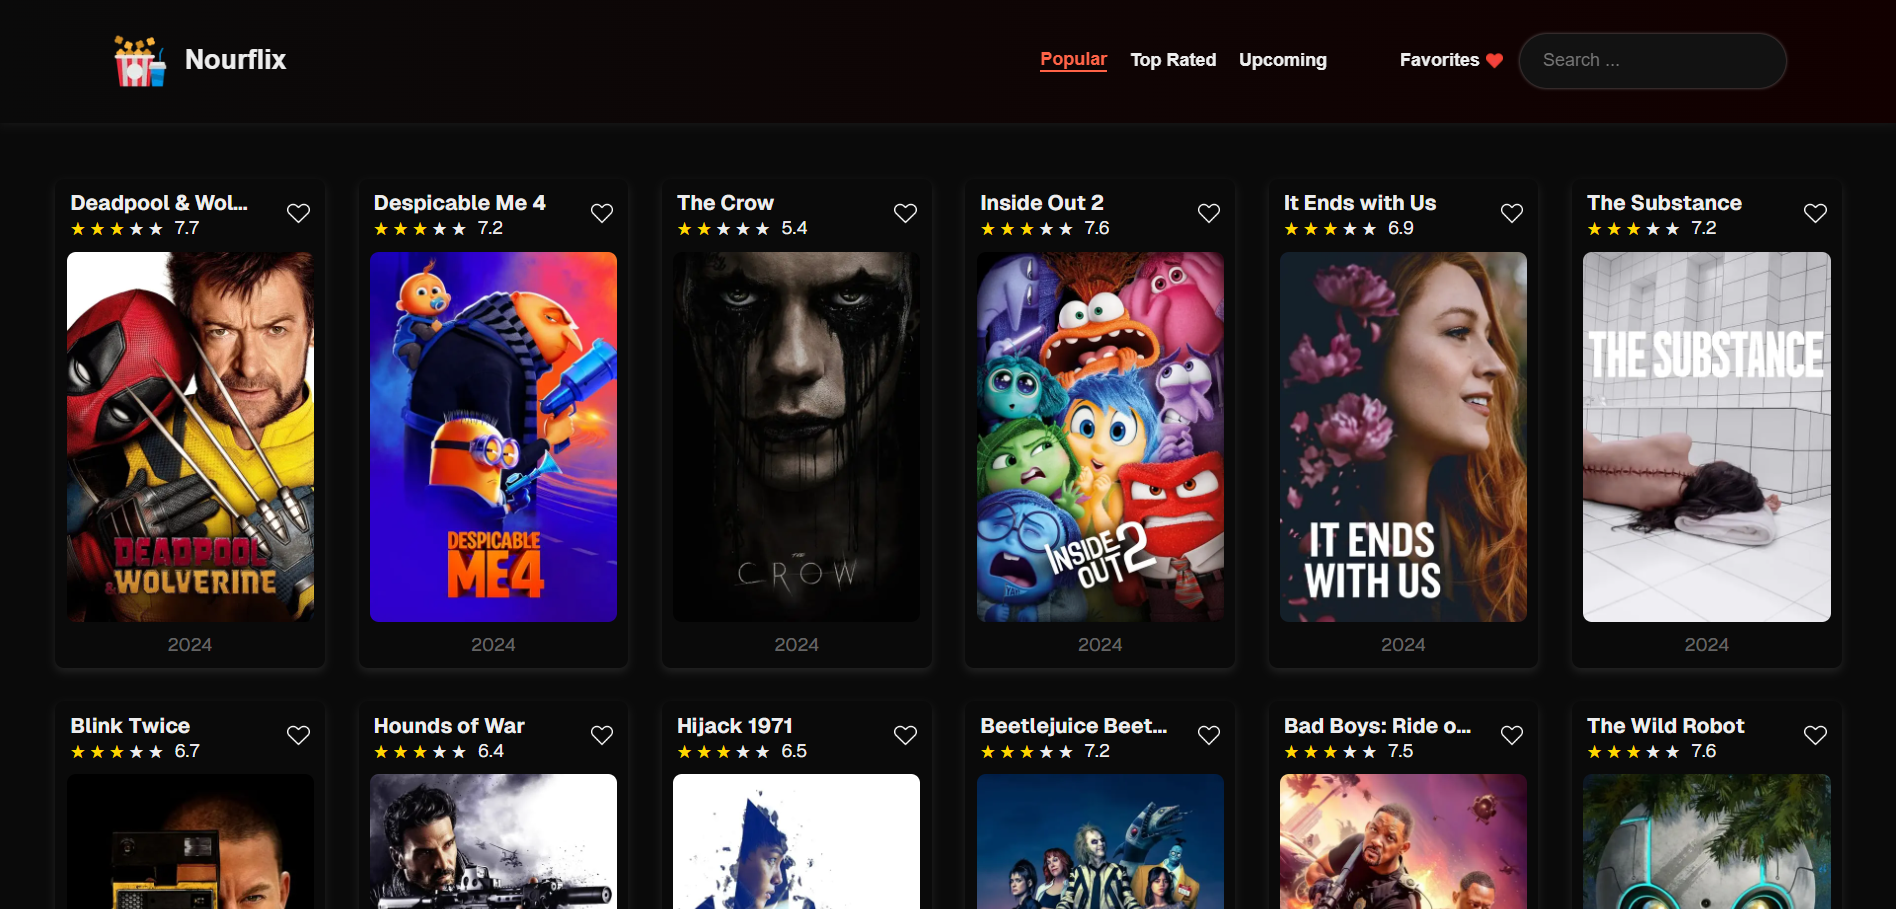 Nourflix
Popular Top Rated Upcoming Favorites Search ...
Deadpool & Wol...
7.7
DEADPOOL
&WOLVERINE
2024
Despicable Me 4
7.2
DESPICABLE
ME4
2024
The Crow
5.4
THE
CROW
2024
Inside Out 2
7.6
INSIDE
OUT 2
2024
It Ends with Us
6.9
IT ENDS
WITH US
2024
The Substance
7.2
THE SUBSTANCE
2024
Blink Twice
6.7
Hounds of War
6.4
Hijack 1971
6.5
Beetlejuice Beet...
7.2
Bad Boys: Ride o...
7.5
The Wild Robot
7.6